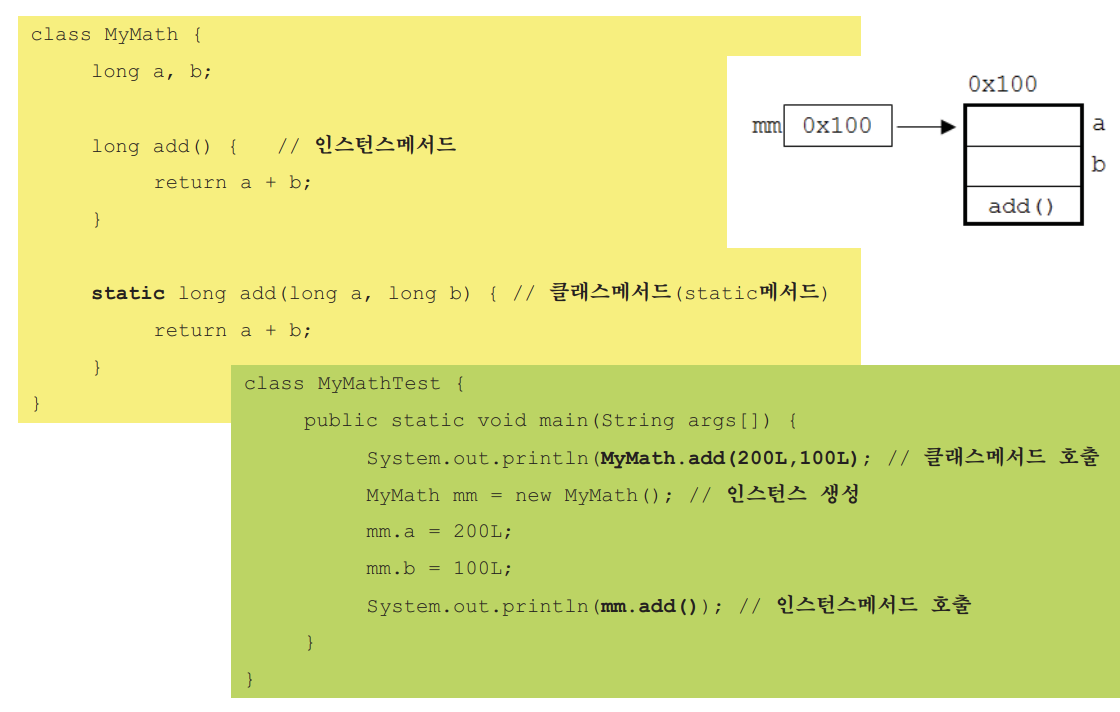 class MyMath {
long a, b;
long add() { // 인스턴스메서드
return a + b;
}
static long add(long a, long b) { // 클래스메서드(static메서드)
return a + b;
}
}
0x100
mm 0x100 a
b
add()
class MyMathTest {
public static void main(String args[]) {
System.out.println(MyMath.add(200L,100L); // 클래스메서드 호출
MyMath mm = new MyMath(); // 인스턴스 생성
mm.a = 200L;
mm.b = 100L;
System.out.println(mm.add()); // 인스턴스메서드 호출
}
}